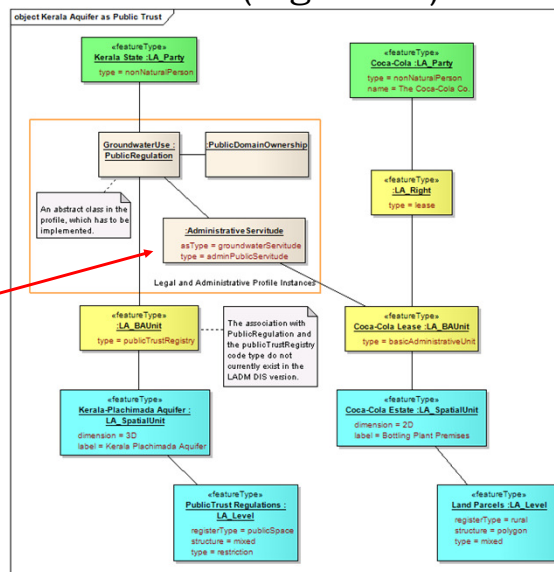 object Kerala Aquifer as Public Trust
«featureType»
Kerala State :LA_Party
type = nonNaturalPerson
«featureType»
Coca-Cola :LA_Party
type = nonNaturalPerson
name = The Coca-Cola Co.
GroundwaterUse :
PublicRegulation
:PublicDomainOwnership
An abstract class in the
profile, which has to be
implemented.
«featureType»
:LA_Right
type = lease
:AdministrativeServitude
asType = groundwaterServitude
type = adminPublicServitude
Legal and Administrative Profile Instances
«featureType»
:LA_BAUnit
type = publicTrustRegistry
The association with
PublicRegulation and
the publicTrustRegistry
code type do not
currently exist in the
LADM DIS version.
«featureType»
Coca-Cola Lease :LA_BAUnit
type = basicAdministrativeUnit
«featureType»
Kerala-Plachimada Aquifer :
LA_SpatialUnit
dimension = 3D
label = Kerala Plachimada Aquifer
«featureType»
Coca-Cola Estate :LA_SpatialUnit
dimension = 2D
label = Bottling Plant Premises
«featureType»
PublicTrust Regulations :
LA_Level
registerType = publicSpace
structure = mixed
type = restriction
«featureType»
Land Parcels :LA_Level
registerType = rural
structure = polygon
type = mixed